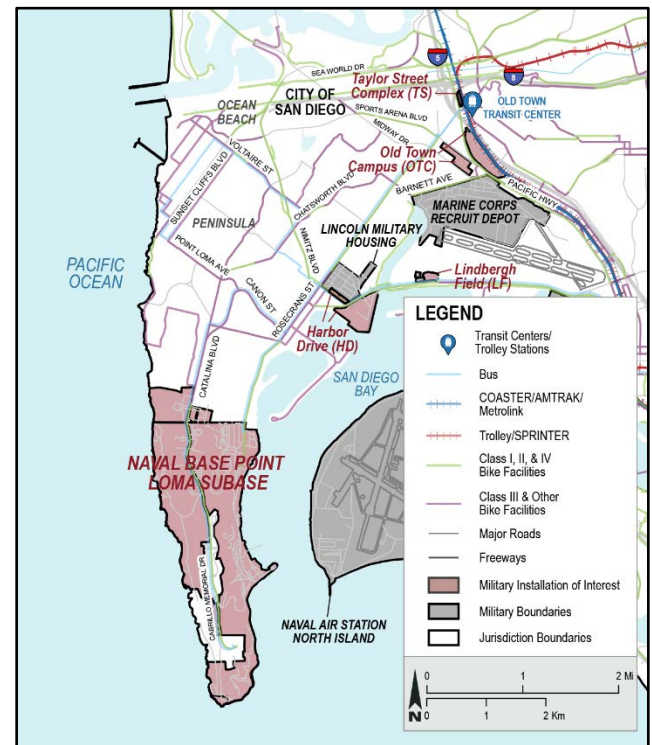 5
8
SEA WORLD DR
Taylor Street
Complex (TS)
CITY OF
SAN DIEGO
OLD TOWN
TRANSIT CENTER
OCEAN
BEACH
SPORTS ARENA BLVD
MIDWAY DR
Old Town
Campus (OTC)
VOLTAIRE ST
SUNSET CLIFFS BLVD
CHATSWORTH BLVD
BARNETT AVE
PACIFIC HWY
MARINE CORPS
RECRUIT DEPOT
PENINSULA
NIMITZ BLVD
LINCOLN MILITARY
HOUSING
POINT LOMA AVE
PACIFIC
OCEAN
CANON ST
ROSECRANS ST
Lindbergh
Field (LF)
Harbor
Drive (HD)
CATALINA BLVD
SAN DIEGO
BAY
NAVAL BASE POINT
LOMA SUBASE
CABRILLO MEMORIAL DR
NAVAL AIR STATION
NORTH ISLAND
LEGEND
Transit Centers/
Trolley Stations
Bus
COASTER/AMTRAK/
Metrolink
Trolley/SPRINTER
Class I, II, & IV
Bike Facilities
Class III & Other
Bike Facilities
Major Roads
Freeways
Military Installation of Interest
Military Boundaries
Jurisdiction Boundaries
0 1 2 Mi
N
0 1 2 Km